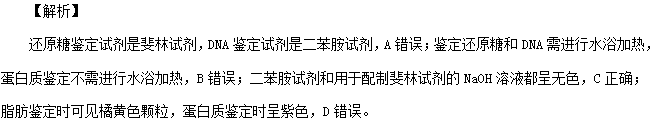 【解析】
还原糖鉴定试剂是斐林试剂，DNA 鉴定试剂是二苯胺试剂，A 错误；鉴定还原糖和 DNA 需进行水浴加热，
蛋白质鉴定不需进行水浴加热，B 错误；二苯胺试剂和用于配制斐林试剂的 NaOH 溶液都呈无色，C 正确；
脂肪鉴定时可见橘黄色颗粒，蛋白质鉴定时呈紫色，D 错误。